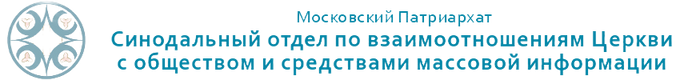 Московский Патриархат
Синодальный отдел по взаимоотношениям Церкви
с обществом и средствами массовой информации